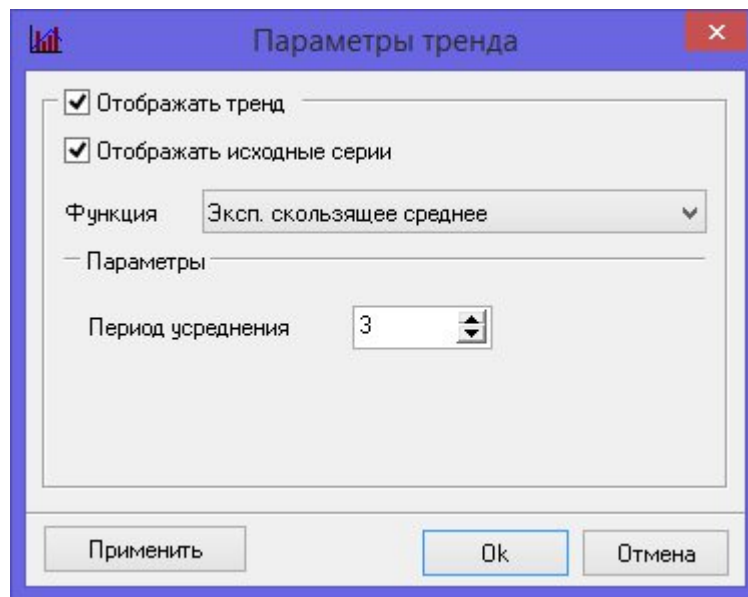 Параметры тренда
Отображать тренд
Отображать исходные серии
Функция Эксп. скользящее среднее
Параметры
Период усреднения 3
Применить Ok Отмена